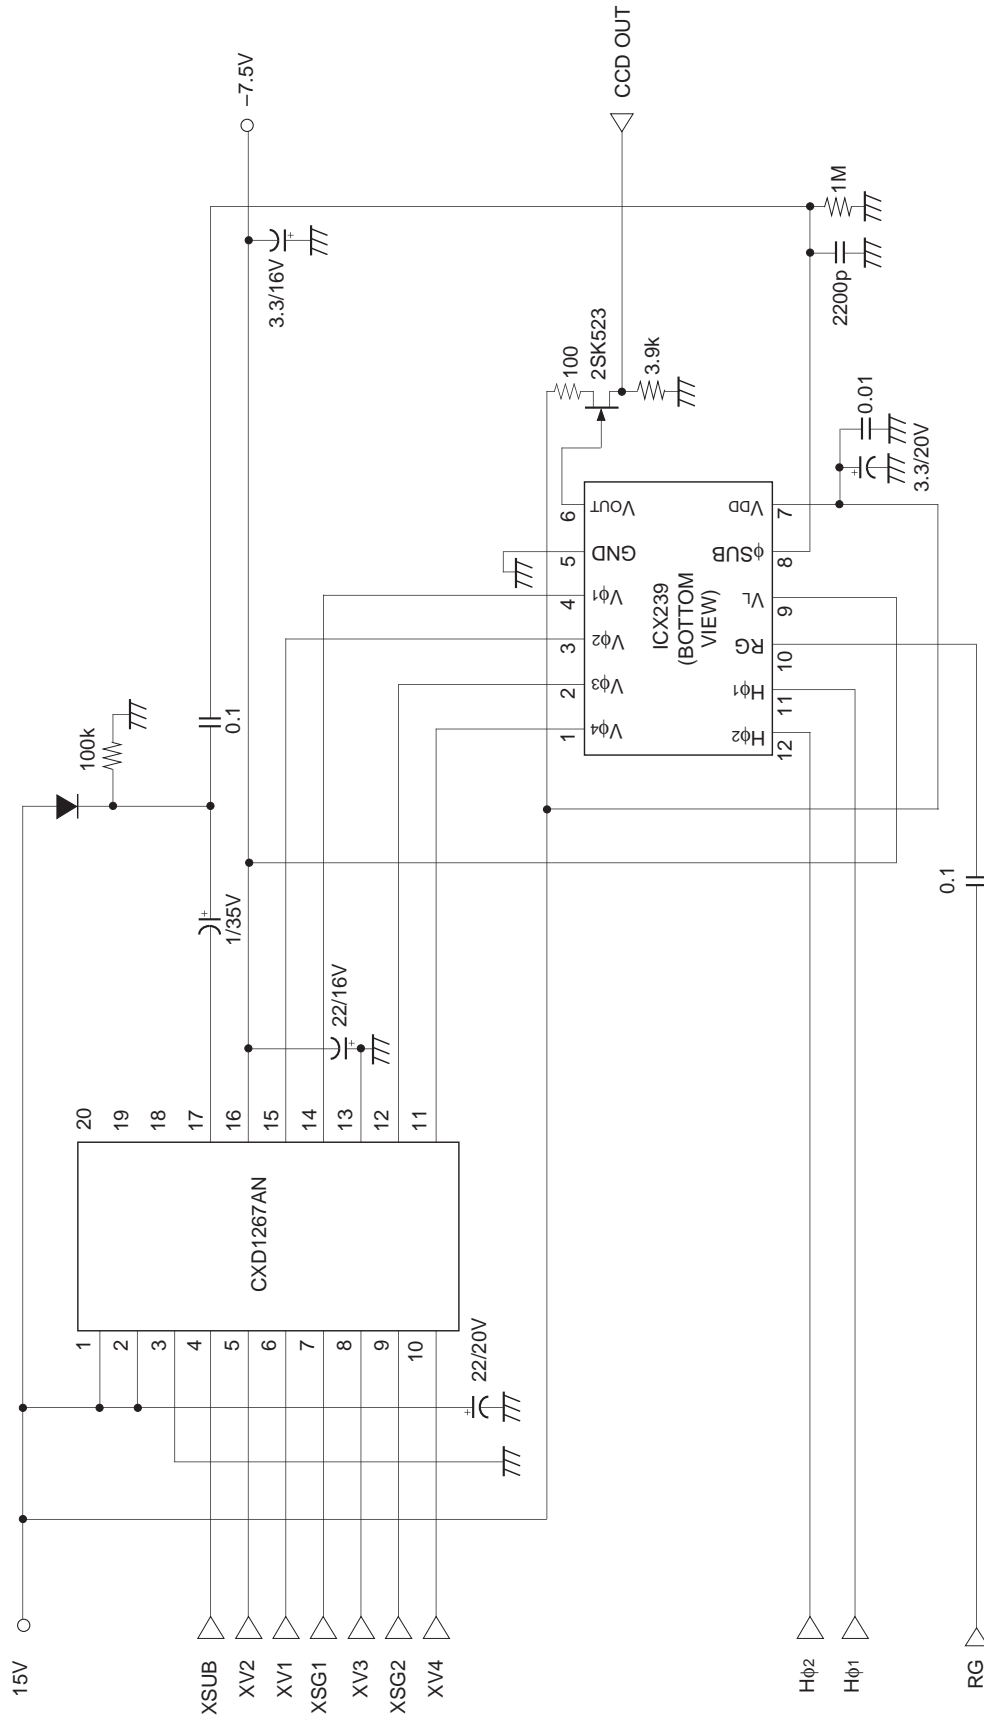 15V
XSUB
XV2
XV1
XSG1
XV3
XSG2
XV4
Hϕ2
Hϕ1
RG
22/20V
1
2
3
4
5
6
7
8
9
10
CXD1267AN
20
19
18
17
16
15
14
13
12
11
22/16V
+
1/35V
+
100k
0.1
3.3/16V
+
–7.5V
0.1
ICX239
(BOTTOM
VIEW)
1
2
3
4
5
6
Vϕ4
Vϕ3
Vϕ2
Vϕ1
GND
VOUT
12
11
10
9
8
7
Hϕ2
Hϕ1
RG
VL
ϕSUB
VDD
100
2SK523
3.9k
CCD OUT
+
3.3/20V
0.01
2200p
1M
+